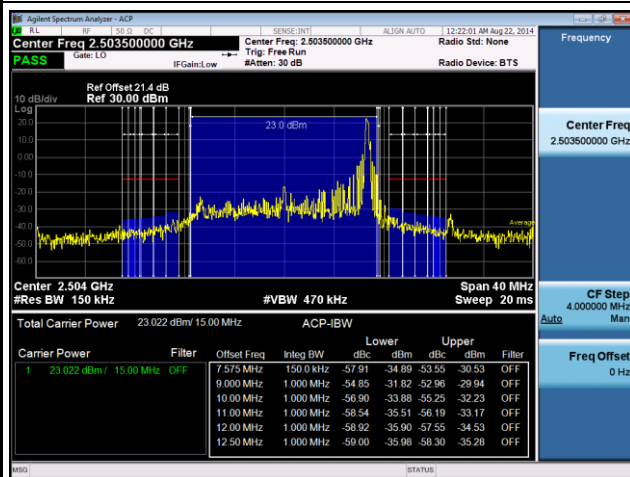 Agilent Spectrum Analyzer - ACP
RL RF 50 Ω DC SENSE:INT ALIGN AUTO 12:22:01 AM Aug 22, 2014
Center Freq 2.503500000 GHz Center Freq: 2.503500000 GHz Radio Std: None Frequency
PASS Gate: LO Trig: Free Run
IFGain:Low #Atten: 30 dB Radio Device: BTS
Ref Offset 21.4 dB
10 dB/div Ref 30.00 dBm
Log
20.0
23.0 dBm
10.0
0.00
-10.0
-20.0
-30.0
-40.0
Average
-50.0
-60.0
Center Freq
2.503500000 GHz
Center 2.504 GHz Span 40 MHz
#Res BW 150 kHz #VBW 470 kHz Sweep 20 ms
CF Step
4.000000 MHz
Auto Man
Total Carrier Power 23.022 dBm/ 15.00 MHz ACP-IBW
Lower Upper
Carrier Power Filter Offset Freq Integ BW dBc dBm dBc dBm Filter
1 23.022 dBm / 15.00 MHz OFF 7.575 MHz 150.0 kHz -57.91 -34.89 -53.55 -30.53 OFF
9.000 MHz 1.000 MHz -54.85 -31.82 -52.96 -29.94 OFF
10.00 MHz 1.000 MHz -56.90 -33.88 -55.25 -32.23 OFF
11.00 MHz 1.000 MHz -58.54 -35.51 -56.19 -33.17 OFF
12.00 MHz 1.000 MHz -58.92 -35.90 -57.55 -34.53 OFF
12.50 MHz 1.000 MHz -59.00 -35.98 -58.30 -35.28 OFF
Freq Offset
0 Hz
MSG STATUS